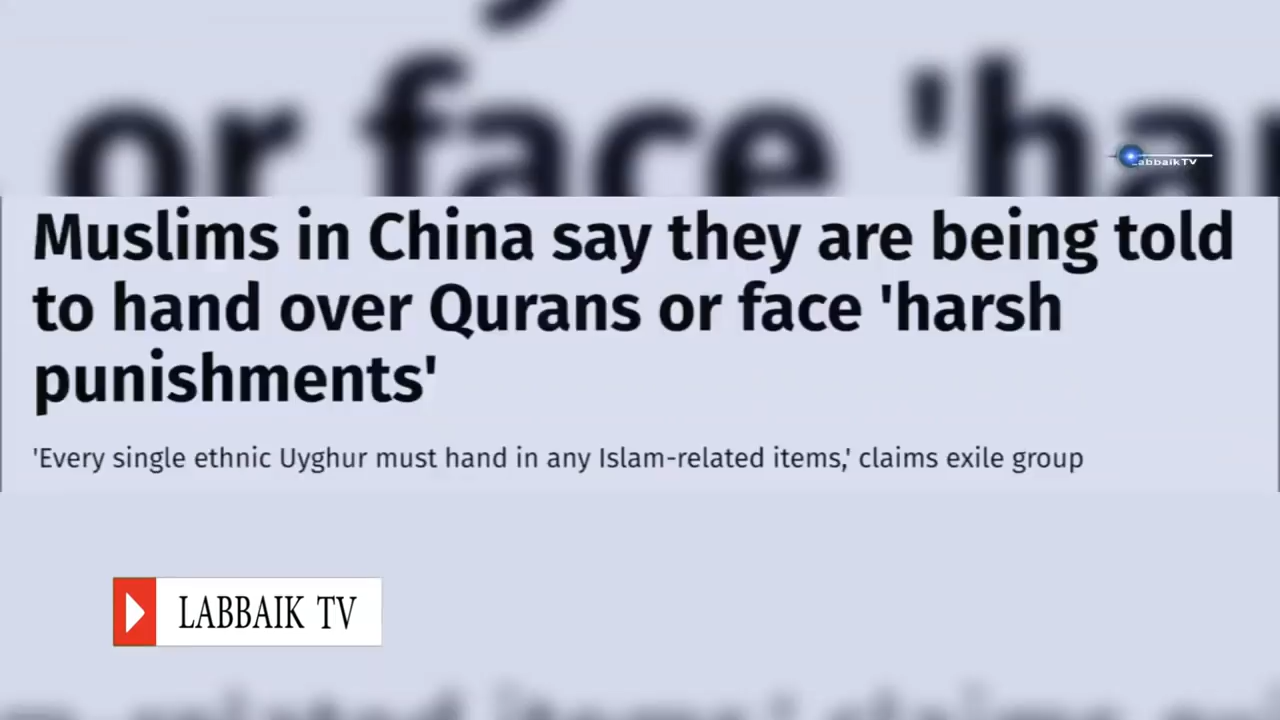 or face 'har
LabbaikTV
Muslims in China say they are being told
to hand over Qurans or face 'harsh
punishments'
'Every single ethnic Uyghur must hand in any Islam-related items,' claims exile group
LABBAIK TV